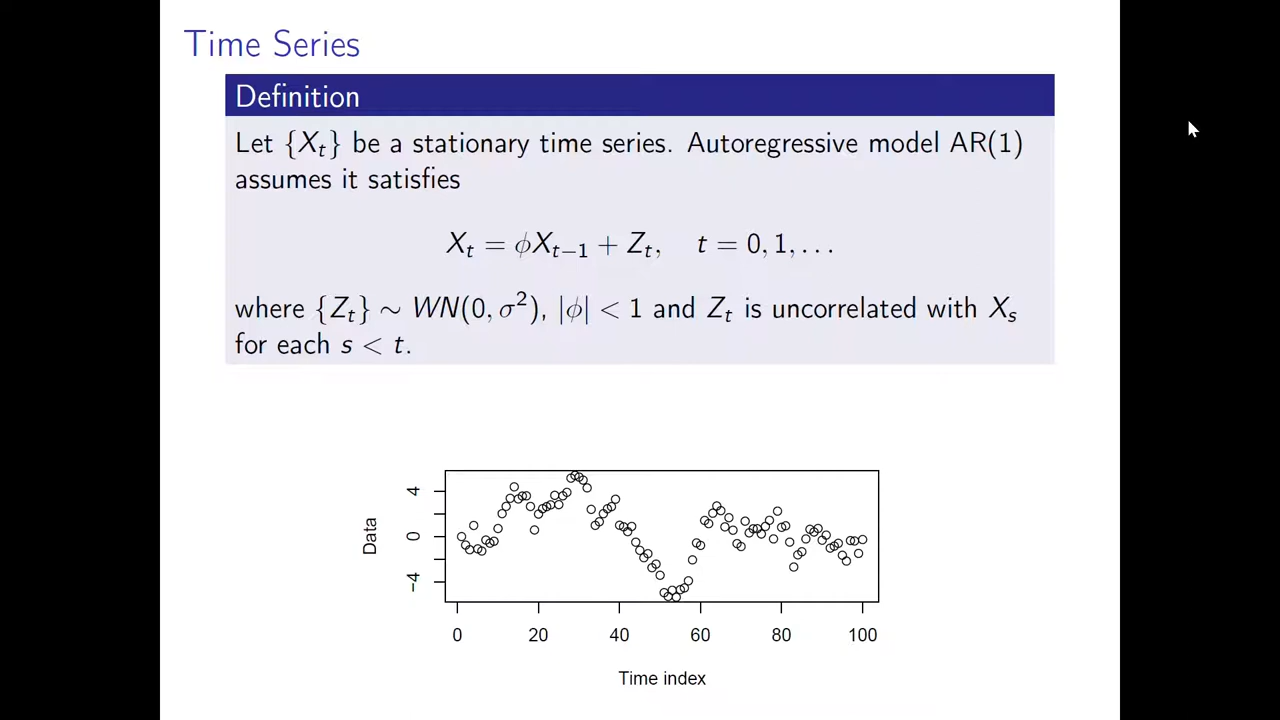 Time Series
Definition
Let {X_t} be a stationary time series. Autoregressive model AR(1)
assumes it satisfies
X_t = ϕX_{t−1} + Z_t, t = 0, 1, . . .
where {Z_t} ∼ WN(0, σ²), |ϕ| < 1 and Z_t is uncorrelated with X_s
for each s < t.
Data
4
0
−4
0 20 40 60 80 100
Time index